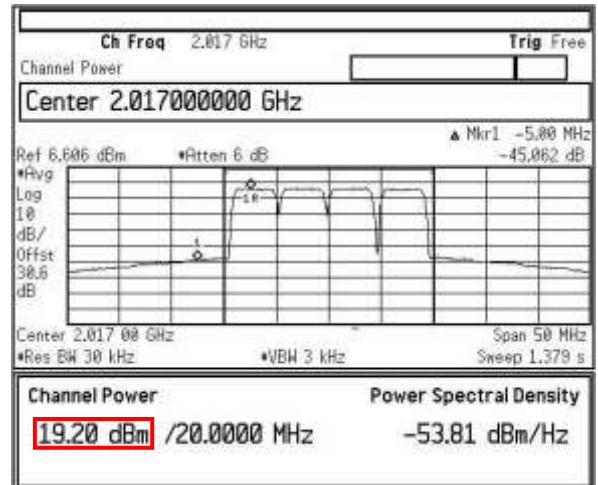 Ch Freq 2.017 GHz Trig Free
Channel Power
Center 2.017000000 GHz
▲ Mkr1 -5.00 MHz
Ref 6.606 dBm *Atten 6 dB -45.062 dB
*Avg
Log
10
dB/
Offst
30.6
dB
1R
1
Center 2.017 00 GHz Span 50 MHz
*Res BW 30 kHz *VBW 3 kHz Sweep 1.379 s
Channel Power Power Spectral Density
19.20 dBm /20.0000 MHz -53.81 dBm/Hz